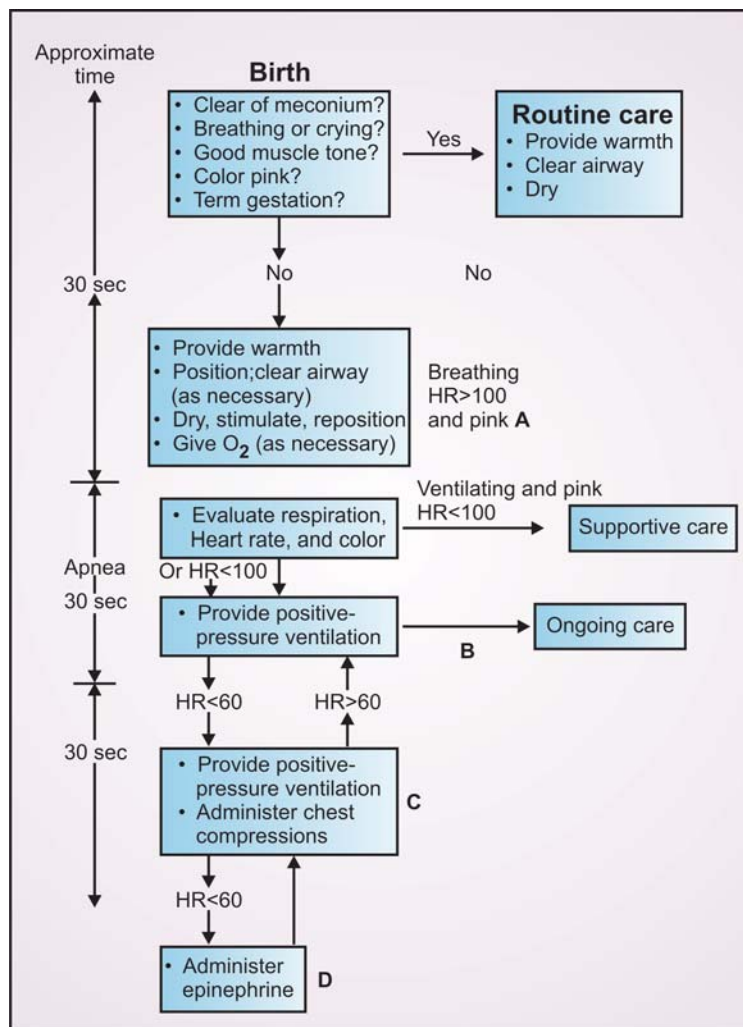 Approximate
time
Birth
• Clear of meconium?
• Breathing or crying?
• Good muscle tone?
• Color pink?
• Term gestation?
Yes
Routine care
• Provide warmth
• Clear airway
• Dry
30 sec
No
No
• Provide warmth
• Position;clear airway
(as necessary)
• Dry, stimulate, reposition
• Give O2 (as necessary)
Breathing
HR>100
and pink A
• Evaluate respiration,
Heart rate, and color
Ventilating and pink
HR<100
Supportive care
Apnea
30 sec
Or HR<100
• Provide positive-
pressure ventilation
B
Ongoing care
HR<60
HR>60
30 sec
• Provide positive-
pressure ventilation
• Administer chest
compressions
C
HR<60
• Administer
epinephrine
D